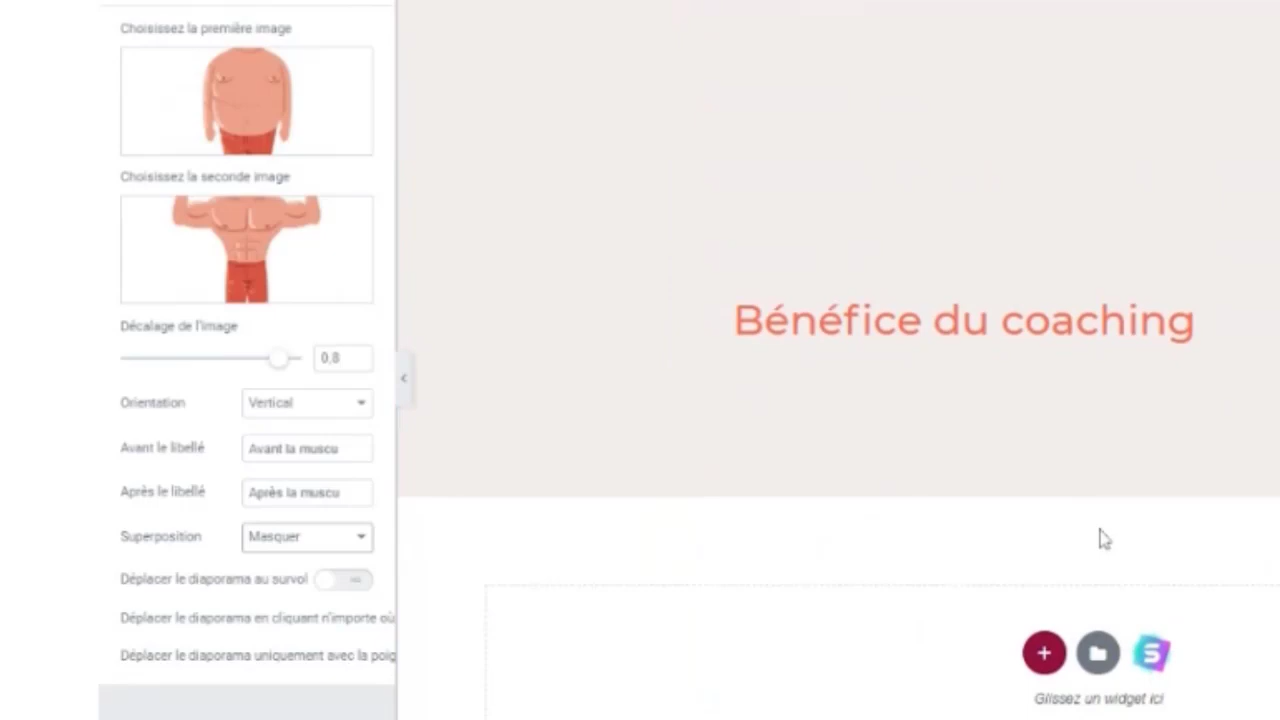 Choisissez la première image
Choisissez la seconde image
Décalage de l'image
0,8
Orientation
Vertical
Avant le libellé
Avant la muscu
Après le libellé
Après la muscu
Superposition
Masquer
Déplacer le diaporama au survol
Déplacer le diaporama en cliquant n'importe où
Déplacer le diaporama uniquement avec la poig
Bénéfice du coaching
Glissez un widget ici